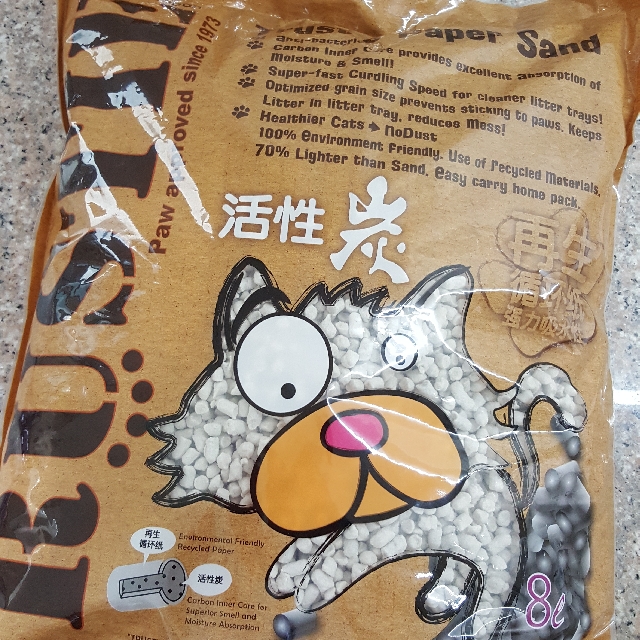 Paper Sand
Anti-bacterial
Carbon Inner Core provides excellent absorption of
Moisture & Smell!
Super-fast Curdling Speed for cleaner litter trays!
Optimized grain size prevents sticking to paws. Keeps
Litter in litter tray, reduces Mess!
Healthier Cats NoDust
100% Environment Friendly. Use of Recycled Materials.
70% Lighter than Sand, easy carry home pack.
Paw approved since 1973
活性炭
再生
8ℓ
再生
循环纸
Environmental Friendly
Recycled Paper
活性炭
Carbon Inner Core for
Superior Smell and
Moisture Absorption